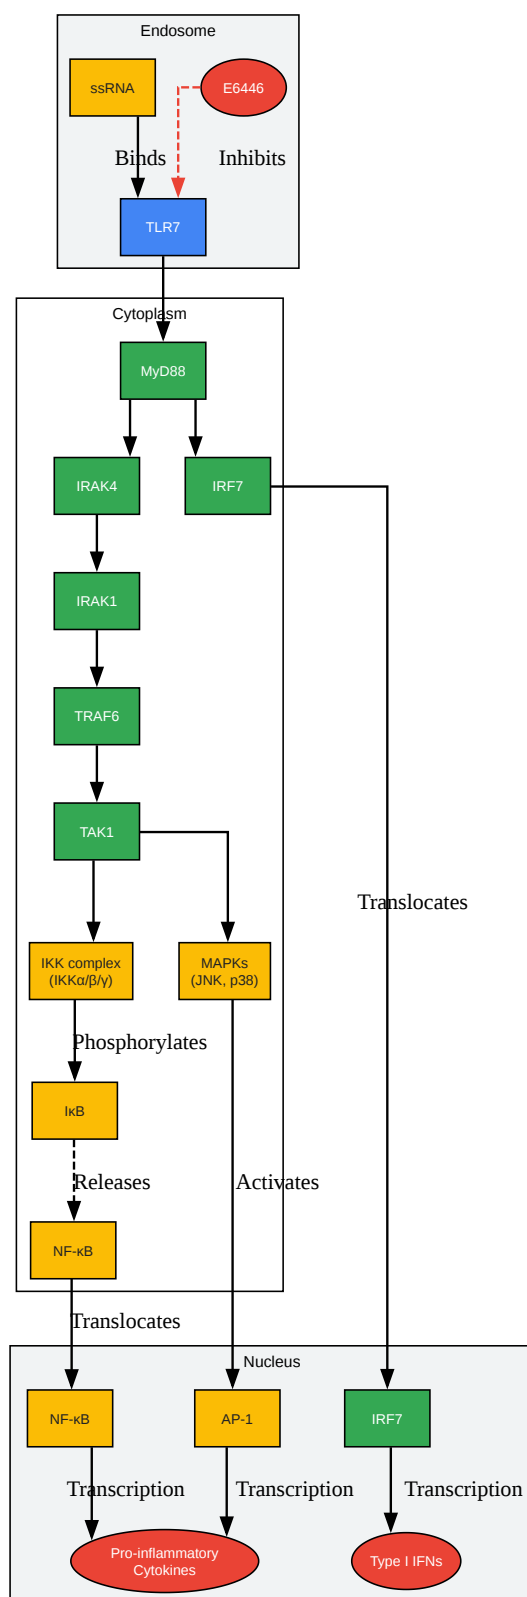 Endosome
ssRNA
E6446
Binds
Inhibits
TLR7
Cytoplasm
MyD88
IRAK4
IRF7
IRAK1
TRAF6
TAK1
Translocates
IKK complex
(IKKα/β/γ)
MAPKs
(JNK, p38)
Phosphorylates
IκB
Releases
Activates
NF-κB
Translocates
Nucleus
NF-κB
AP-1
IRF7
Transcription
Transcription
Transcription
Pro-inflammatory
Cytokines
Type I IFNs